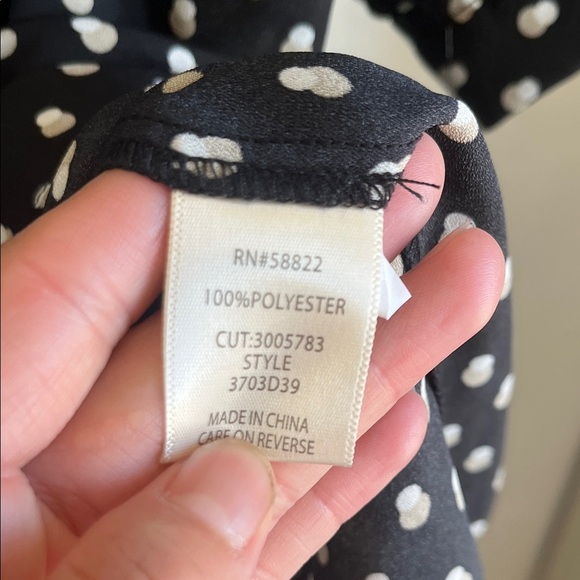 RN#58822
100%POLYESTER
CUT:3005783
STYLE
3703D39
MADE IN CHINA
CARE ON REVERSE